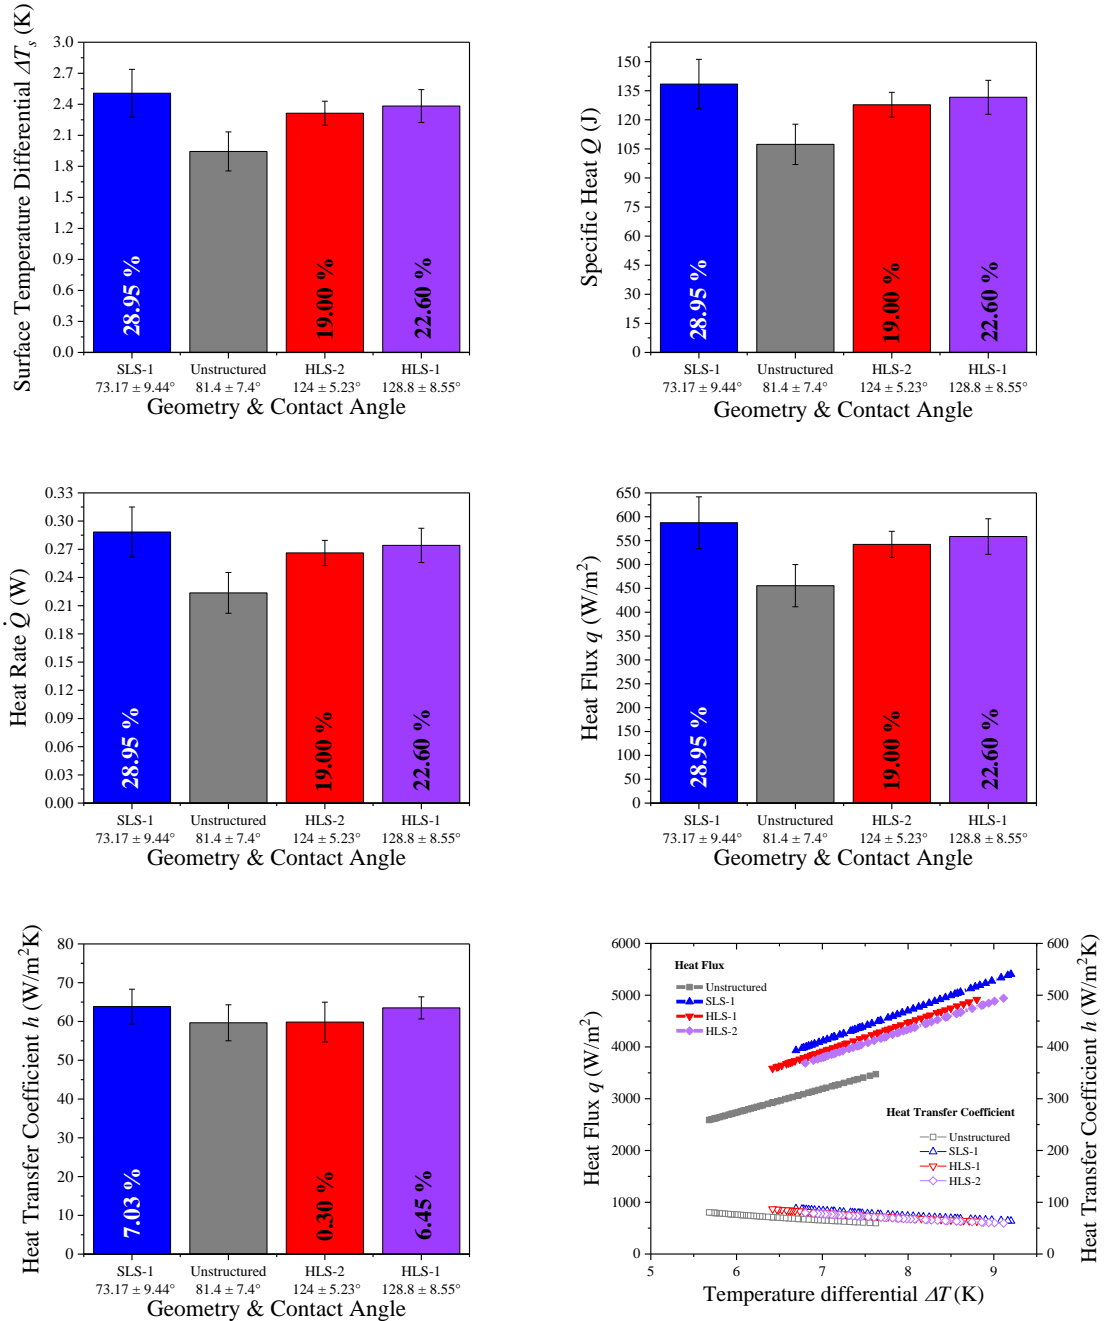 Surface Temperature Differential ΔTₛ (K)
3.0
2.7
2.4
2.1
1.8
1.5
1.2
0.9
0.6
0.3
0.0
28.95 %
19.00 %
22.60 %
SLS-1 Unstructured HLS-2 HLS-1
73.17 ± 9.44° 81.4 ± 7.4° 124 ± 5.23° 128.8 ± 8.55°
Geometry & Contact Angle
Specific Heat Q (J)
150
135
120
105
90
75
60
45
30
15
0
28.95 %
19.00 %
22.60 %
SLS-1 Unstructured HLS-2 HLS-1
73.17 ± 9.44° 81.4 ± 7.4° 124 ± 5.23° 128.8 ± 8.55°
Geometry & Contact Angle
Heat Rate Q̇ (W)
0.33
0.30
0.27
0.24
0.21
0.18
0.15
0.12
0.09
0.06
0.03
0.00
28.95 %
19.00 %
22.60 %
SLS-1 Unstructured HLS-2 HLS-1
73.17 ± 9.44° 81.4 ± 7.4° 124 ± 5.23° 128.8 ± 8.55°
Geometry & Contact Angle
Heat Flux q (W/m²)
650
600
550
500
450
400
350
300
250
200
150
100
50
0
28.95 %
19.00 %
22.60 %
SLS-1 Unstructured HLS-2 HLS-1
73.17 ± 9.44° 81.4 ± 7.4° 124 ± 5.23° 128.8 ± 8.55°
Geometry & Contact Angle
Heat Transfer Coefficient h (W/m²K)
80
70
60
50
40
30
20
10
0
7.03 %
0.30 %
6.45 %
SLS-1 Unstructured HLS-2 HLS-1
73.17 ± 9.44° 81.4 ± 7.4° 124 ± 5.23° 128.8 ± 8.55°
Geometry & Contact Angle
Heat Flux q (W/m²)
6000
5000
4000
3000
2000
1000
0
Heat Flux
Unstructured
SLS-1
HLS-1
HLS-2
Heat Transfer Coefficient
Unstructured
SLS-1
HLS-1
HLS-2
600
500
400
300
200
100
0
Heat Transfer Coefficient h (W/m²K)
5 6 7 8 9
Temperature differential ΔT (K)